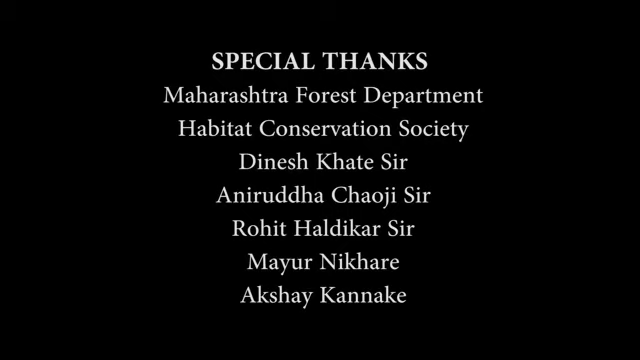 SPECIAL THANKS
Maharashtra Forest Department
Habitat Conservation Society
Dinesh Khate Sir
Aniruddha Chaoji Sir
Rohit Haldikar Sir
Mayur Nikhare
Akshay Kannake